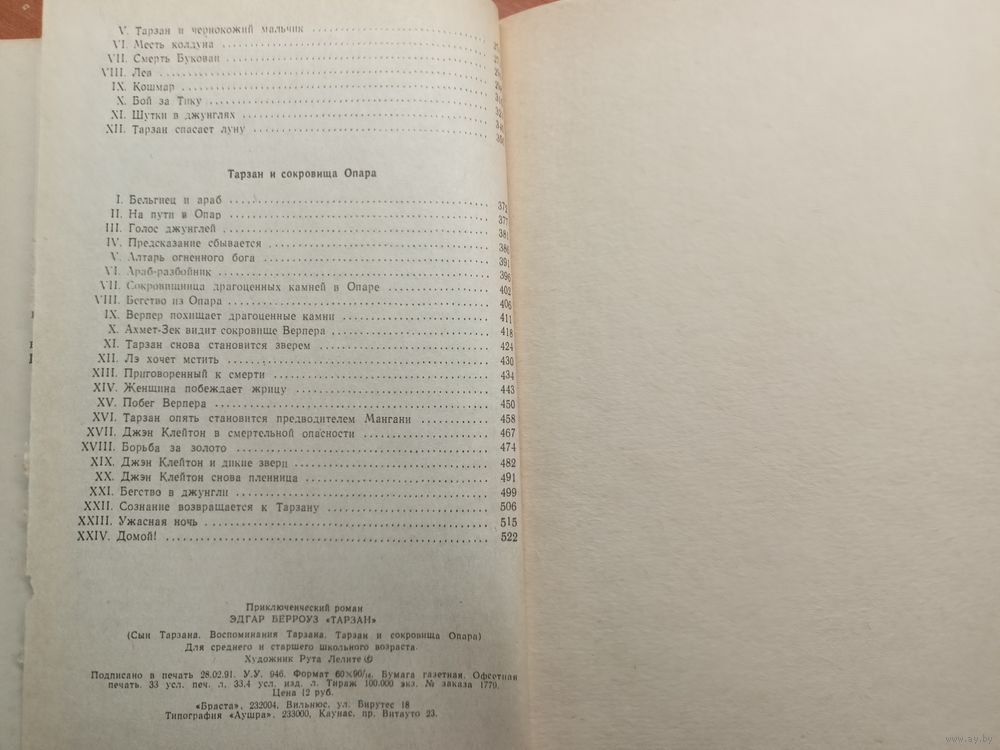 V. Тарзан и чернокожий мальчик
VI. Месть колдуна
VII. Смерть Букован
VIII. Лев
IX. Кошмар
X. Бой за Тику
XI. Шутки в джунглях
XII. Тарзан спасает луну
Тарзан и сокровища Опара
I. Бельгиец и араб 372
II. На пути в Опар 377
III. Голос джунглей 381
IV. Предсказание сбывается 386
V. Алтарь огненного бога 391
VI. Араб-разбойник 396
VII. Сокровищница драгоценных камней в Опаре 402
VIII. Бегство из Опара 406
IX. Верпер похищает драгоценные камни 411
X. Ахмет-Зек видит сокровище Верпера 418
XI. Тарзан снова становится зверем 424
XII. Лэ хочет мстить 430
XIII. Приговоренный к смерти 434
XIV. Женщина побеждает жрицу 443
XV. Побег Верпера 450
XVI. Тарзан опять становится предводителем Мангани 458
XVII. Джэн Клейтон в смертельной опасности 467
XVIII. Борьба за золото 474
XIX. Джэн Клейтон и дикие звери 482
XX. Джэн Клейтон снова пленница 491
XXI. Бегство в джунгли 499
XXII. Сознание возвращается к Тарзану 506
XXIII. Ужасная ночь 515
XXIV. Домой! 522
Приключенческий роман
ЭДГАР БЕРРОУЗ «ТАРЗАН»
(Сын Тарзана. Воспоминания Тарзана. Тарзан и сокровища Опара)
Для среднего и старшего школьного возраста.
Художник Рута Лелите
Подписано в печать 28.02.91. У.У. 946. Формат 60×90/16. Бумага газетная. Офсетная
печать. 33 усл. печ. л. 33,4 усл. изд. л. Тираж 100.000 экз. № заказа 1779.
Цена 12 руб.
«Браста», 232004, Вильнюс, ул. Бирутес 18
Типография «Аушра», 233000, Каунас, пр. Витауто 23.
www.ay.by